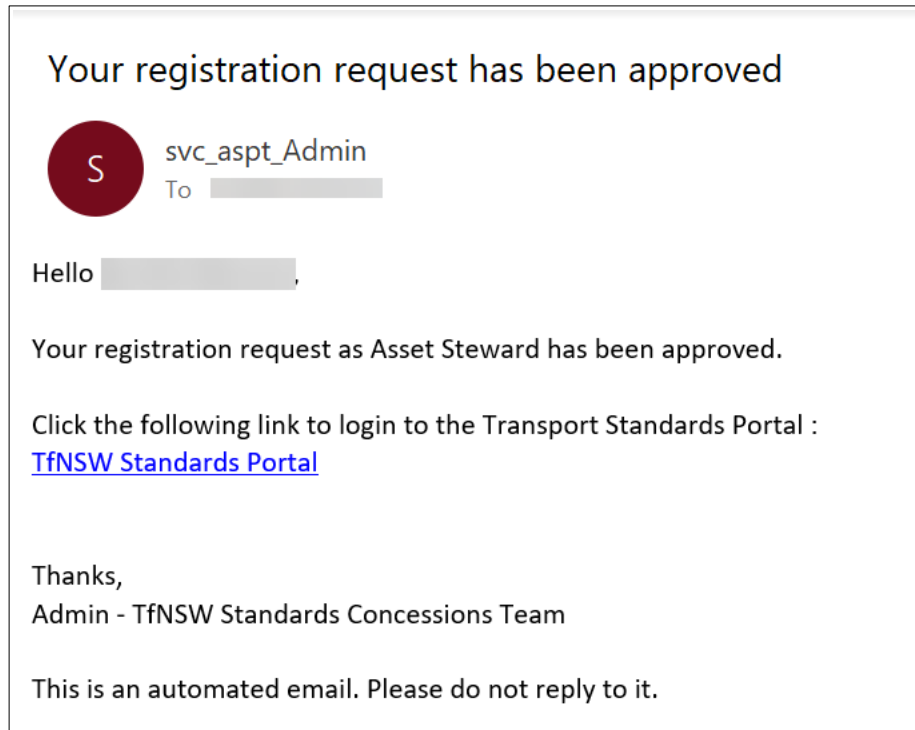 Your registration request has been approved
S
svc_aspt_Admin
To
Hello ,
Your registration request as Asset Steward has been approved.
Click the following link to login to the Transport Standards Portal :
TfNSW Standards Portal
Thanks,
Admin - TfNSW Standards Concessions Team
This is an automated email. Please do not reply to it.